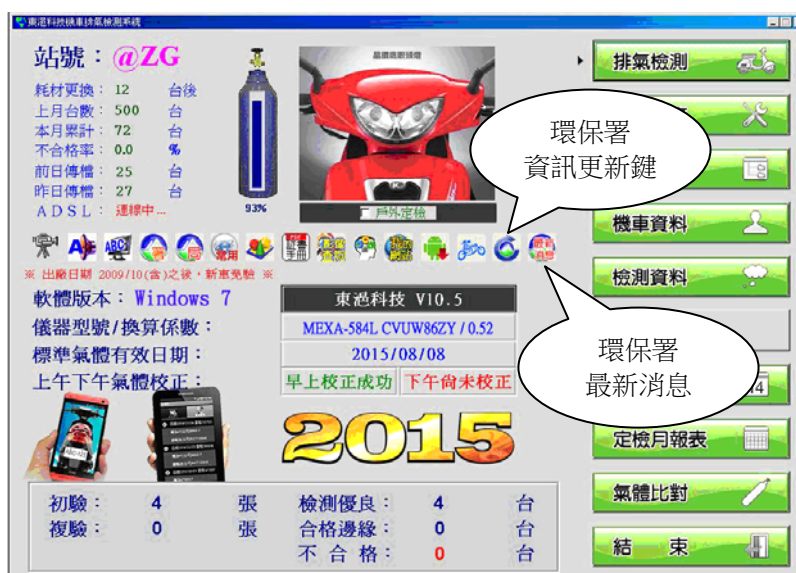 東浥科技機車排氣檢測系統
站號：@ZG
耗材更換：12 台後
上月台數：500 台
本月累計：72 台
不合格率：0.0 %
前日傳檔：25 台
昨日傳檔：27 台
ADSL：連線中...
93%
晶鑽魚眼頭燈
戶外定檢
環保署
資訊更新鍵
※ 出廠日期 2009/10(含)之後，新車免驗 ※
軟體版本：Windows 7
東浥科技 V10.5
儀器型號/換算係數：
MEXA-584L CVUW86ZY / 0.52
標準氣體有效日期：
2015/08/08
上午下午氣體校正：
早上校正成功
下午尚未校正
環保署
最新消息
2015
初驗： 4 張
檢測優良： 4 台
複驗： 0 張
合格邊緣： 0 台
不合格： 0 台
排氣檢測
機車資料
檢測資料
定檢月報表
氣體比對
結束